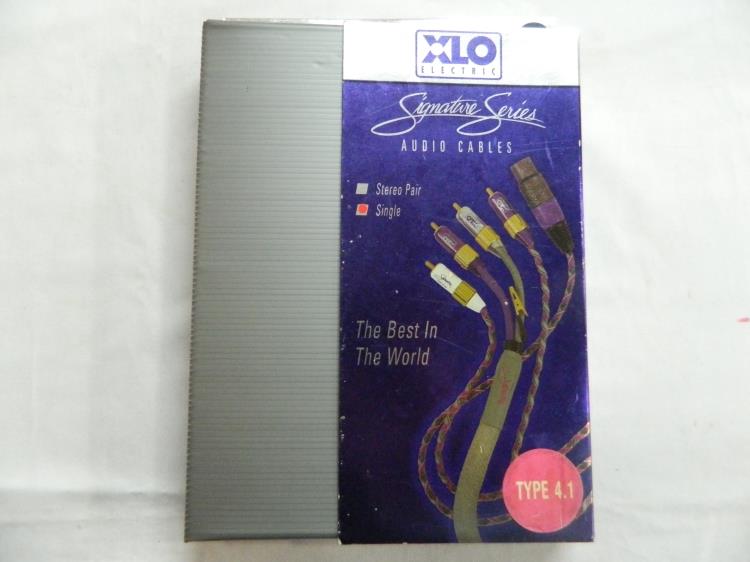 XLO
ELECTRIC
Signature Series
AUDIO CABLES
Stereo Pair
Single
The Best In
The World
TYPE 4.1